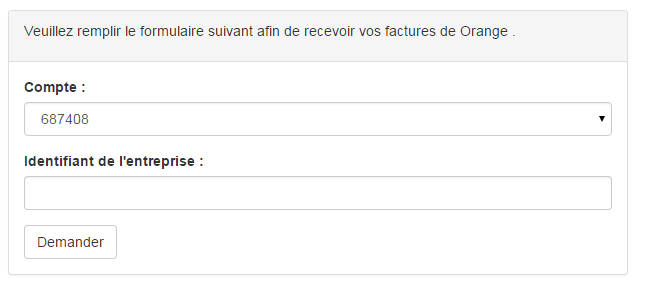 Veuillez remplir le formulaire suivant afin de recevoir vos factures de Orange .
Compte :
687408
Identifiant de l'entreprise :
Demander